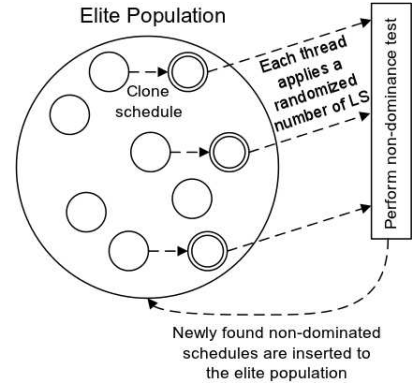 Elite Population
Clone
schedule
Each thread
applies a
randomized
number of LS
Perform non-dominance test
Newly found non-dominated
schedules are inserted to
the elite population